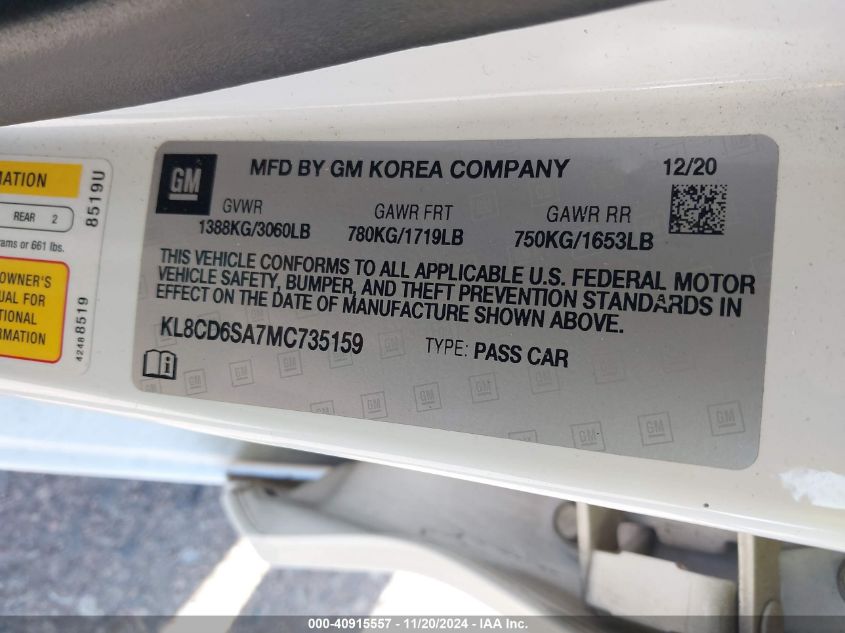 MATION
REAR 2
grams or 661 lbs.
OWNER'S
UAL FOR
TIONAL
RMATION
8519U
4248 8519
GM
MFD BY GM KOREA COMPANY
12/20
GVWR GAWR FRT GAWR RR
1388KG/3060LB 780KG/1719LB 750KG/1653LB
THIS VEHICLE CONFORMS TO ALL APPLICABLE U.S. FEDERAL MOTOR
VEHICLE SAFETY, BUMPER, AND THEFT PREVENTION STANDARDS IN
EFFECT ON THE DATE OF MANUFACTURE SHOWN ABOVE.
KL8CD6SA7MC735159 TYPE: PASS CAR
000-40915557 - 11/20/2024 - IAA Inc.